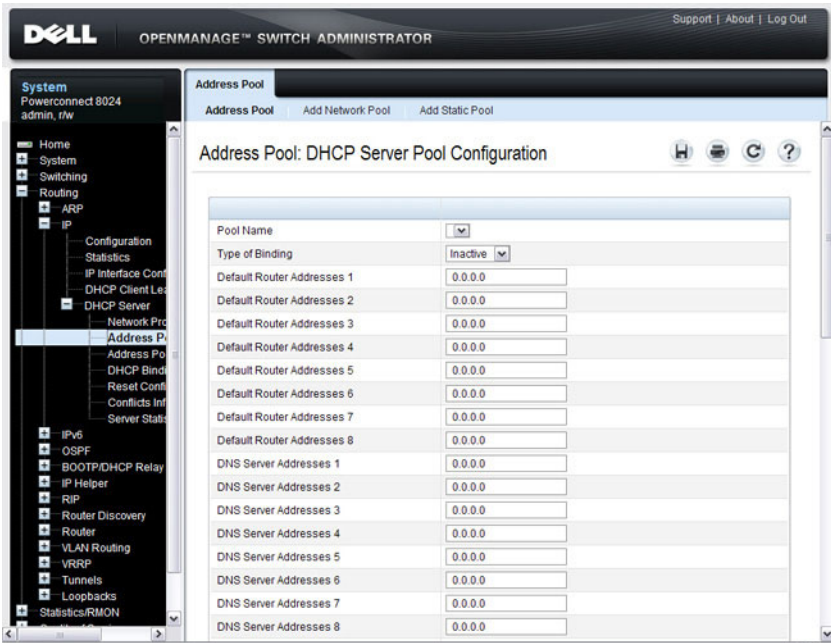 DELL
OPENMANAGE™ SWITCH ADMINISTRATOR
Support | About | Log Out
System
Powerconnect 8024
admin, r/w
Home
System
Switching
Routing
ARP
IP
Configuration
Statistics
IP Interface Conf
DHCP Client Lea
DHCP Server
Network Pro
Address P
Address Po
DHCP Bindi
Reset Confi
Conflicts Inf
Server Statis
IPv6
OSPF
BOOTP/DHCP Relay
IP Helper
RIP
Router Discovery
Router
VLAN Routing
VRRP
Tunnels
Loopbacks
Statistics/RMON
Address Pool
Address Pool Add Network Pool Add Static Pool
Address Pool: DHCP Server Pool Configuration
Pool Name
Type of Binding Inactive
Default Router Addresses 1 0.0.0.0
Default Router Addresses 2 0.0.0.0
Default Router Addresses 3 0.0.0.0
Default Router Addresses 4 0.0.0.0
Default Router Addresses 5 0.0.0.0
Default Router Addresses 6 0.0.0.0
Default Router Addresses 7 0.0.0.0
Default Router Addresses 8 0.0.0.0
DNS Server Addresses 1 0.0.0.0
DNS Server Addresses 2 0.0.0.0
DNS Server Addresses 3 0.0.0.0
DNS Server Addresses 4 0.0.0.0
DNS Server Addresses 5 0.0.0.0
DNS Server Addresses 6 0.0.0.0
DNS Server Addresses 7 0.0.0.0
DNS Server Addresses 8 0.0.0.0